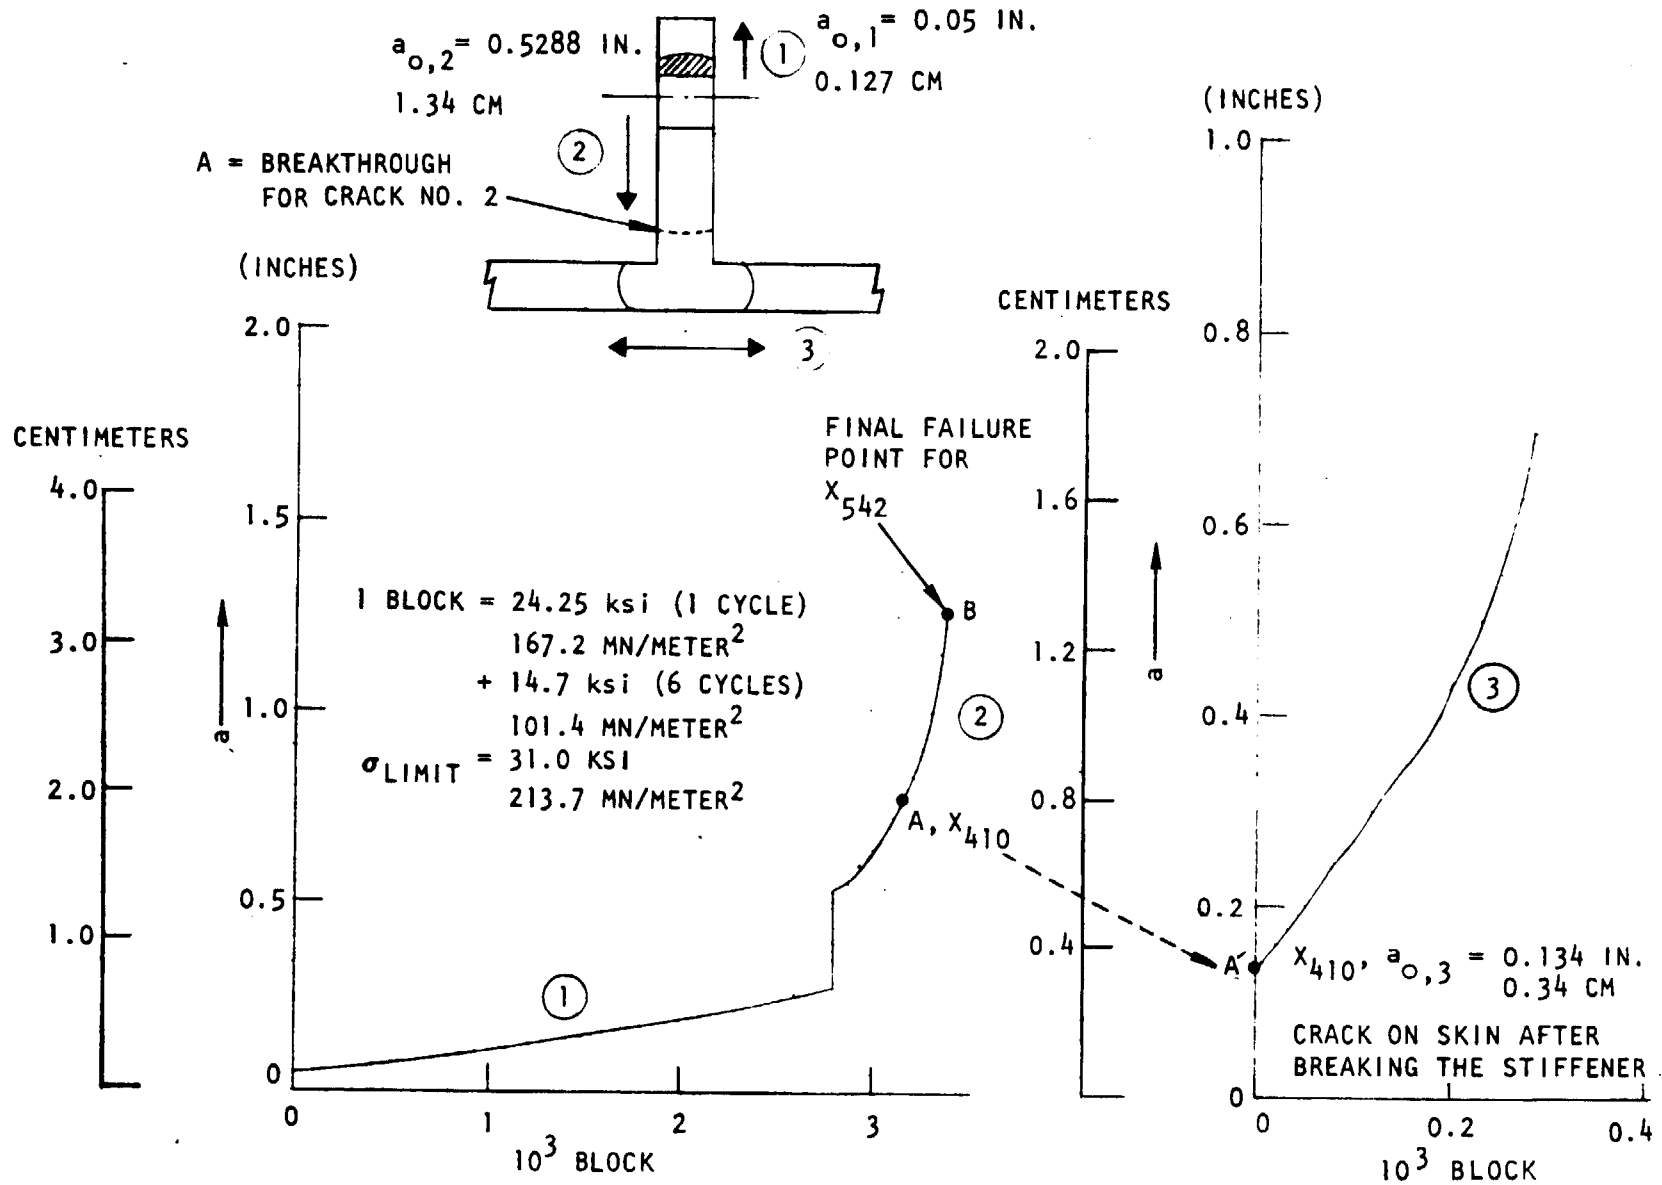 a₀,₂ = 0.5288 IN.
1.34 CM
1
a₀,₁ = 0.05 IN.
0.127 CM
2
A = BREAKTHROUGH
FOR CRACK NO. 2
3
(INCHES)
2.0
1.5
1.0
0.5
0
CENTIMETERS
4.0
3.0
2.0
1.0
a
1 BLOCK = 24.25 ksi (1 CYCLE)
167.2 MN/METER²
+ 14.7 ksi (6 CYCLES)
101.4 MN/METER²
σLIMIT = 31.0 KSI
213.7 MN/METER²
FINAL FAILURE
POINT FOR
X₅₄₂
B
2
A, X₄₁₀
1
0 1 2 3
10³ BLOCK
CENTIMETERS
2.0
1.6
1.2
0.8
0.4
a
(INCHES)
1.0
0.8
0.6
0.4
0.2
0
3
A′
X₄₁₀, a₀,₃ = 0.134 IN.
0.34 CM
CRACK ON SKIN AFTER
BREAKING THE STIFFENER
0 0.2 0.4
10³ BLOCK